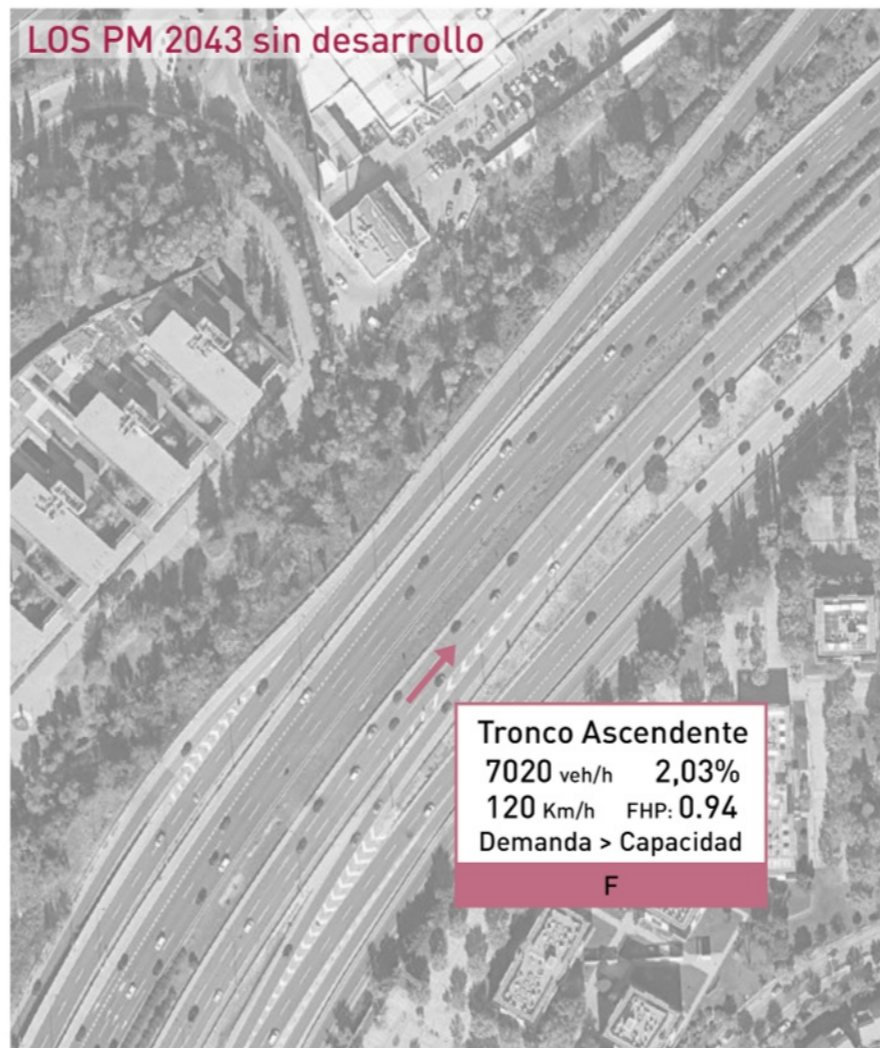 LOS PM 2043 sin desarrollo
Tronco Ascendente
7020 veh/h 2,03%
120 Km/h FHP: 0.94
Demanda > Capacidad
F